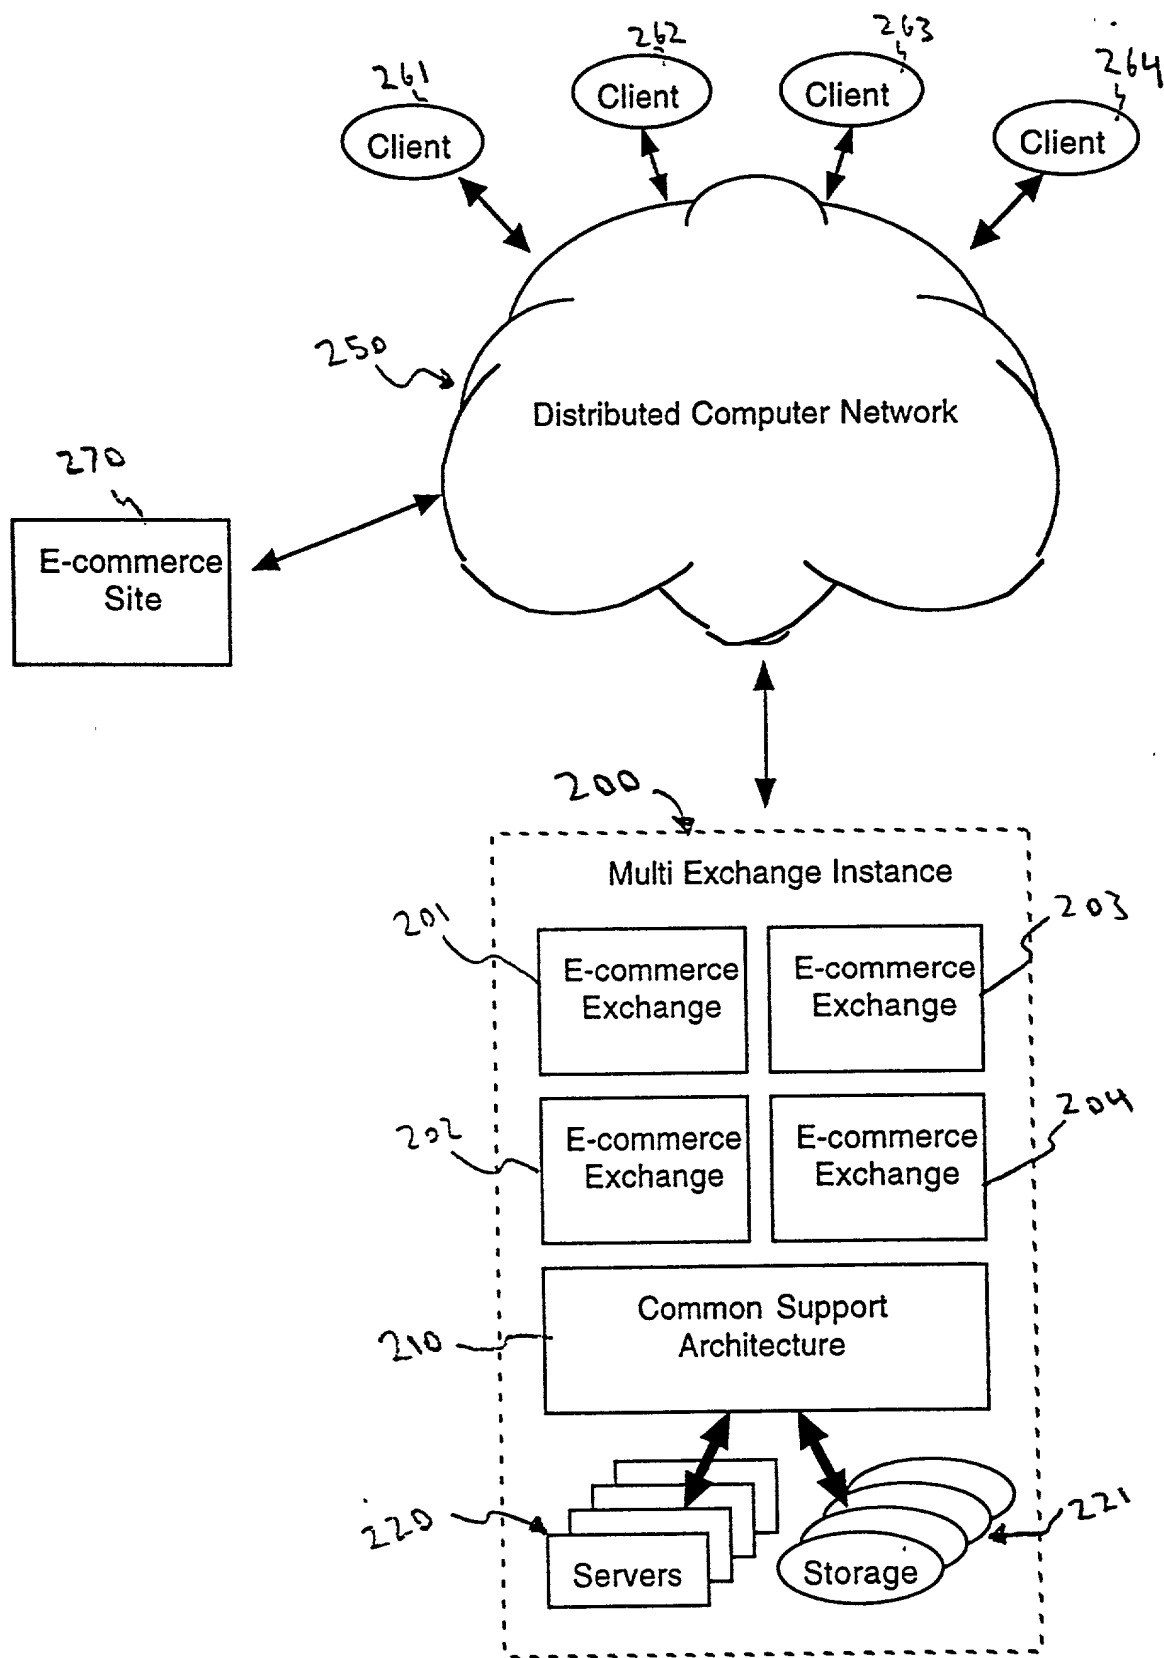 262
263
261
264
Client
Client
Client
Client
250
Distributed Computer Network
270
E-commerce
Site
200
Multi Exchange Instance
201
203
E-commerce
Exchange
E-commerce
Exchange
202
204
E-commerce
Exchange
E-commerce
Exchange
210
Common Support
Architecture
220
221
Servers
Storage